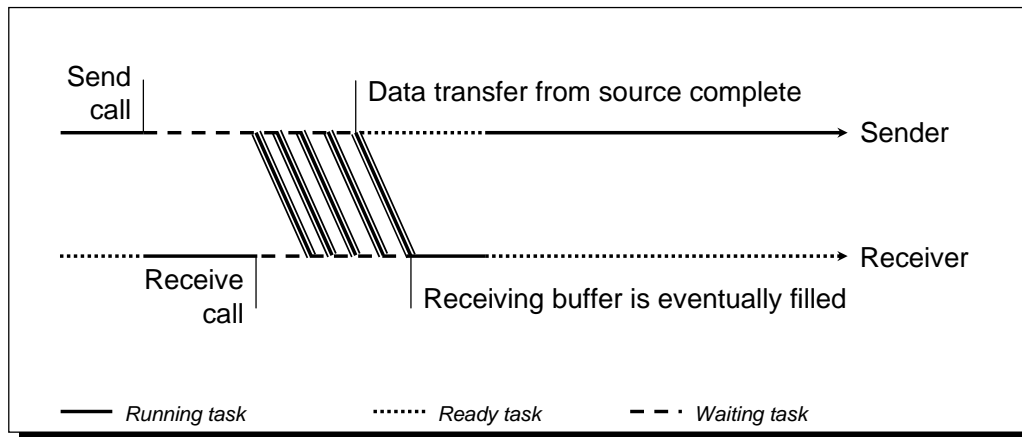 Send
call
Data transfer from source complete
Sender
Receiver
Receive
call
Receiving buffer is eventually filled
Running task
Ready task
Waiting task